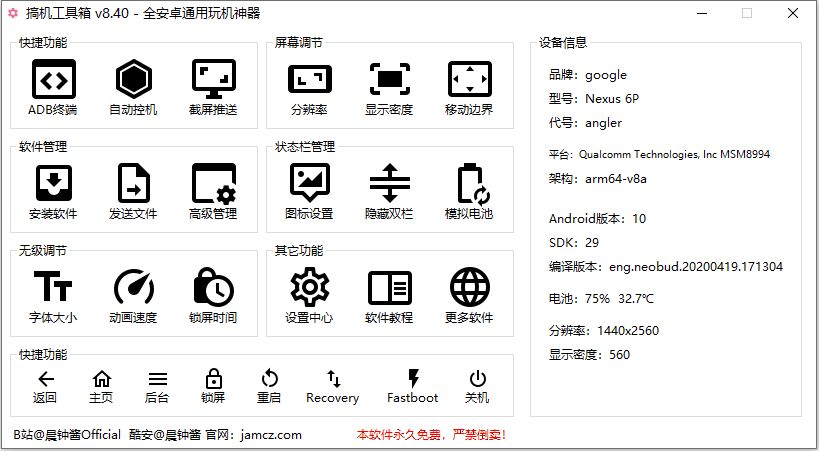 搞机工具箱 v8.40 - 全安卓通用玩机神器
快捷功能
ADB终端 自动控机 截屏推送
屏幕调节
分辨率 显示密度 移动边界
软件管理
安装软件 发送文件 高级管理
状态栏管理
图标设置 隐藏双栏 模拟电池
无级调节
字体大小 动画速度 锁屏时间
其它功能
设置中心 软件教程 更多软件
快捷功能
返回 主页 后台 锁屏 重启 Recovery Fastboot 关机
设备信息
品牌：google
型号：Nexus 6P
代号：angler
平台：Qualcomm Technologies, Inc MSM8994
架构：arm64-v8a
Android版本：10
SDK：29
编译版本：eng.neobud.20200419.171304
电池：75% 32.7℃
分辨率：1440x2560
显示密度：560
B站@晨钟酱Official 酷安@晨钟酱 官网：jamcz.com
本软件永久免费，严禁倒卖！